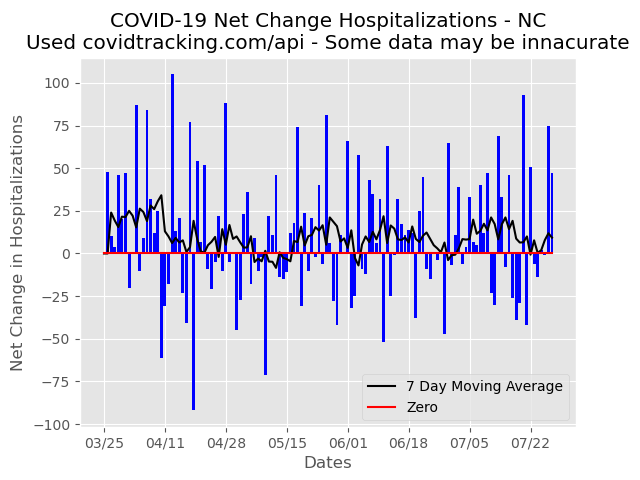 COVID-19 Net Change Hospitalizations - NC
Used covidtracking.com/api - Some data may be innacurate
Net Change in Hospitalizations
100
75
50
25
0
−25
−50
−75
−100
7 Day Moving Average
Zero
03/25 04/11 04/28 05/15 06/01 06/18 07/05 07/22
Dates